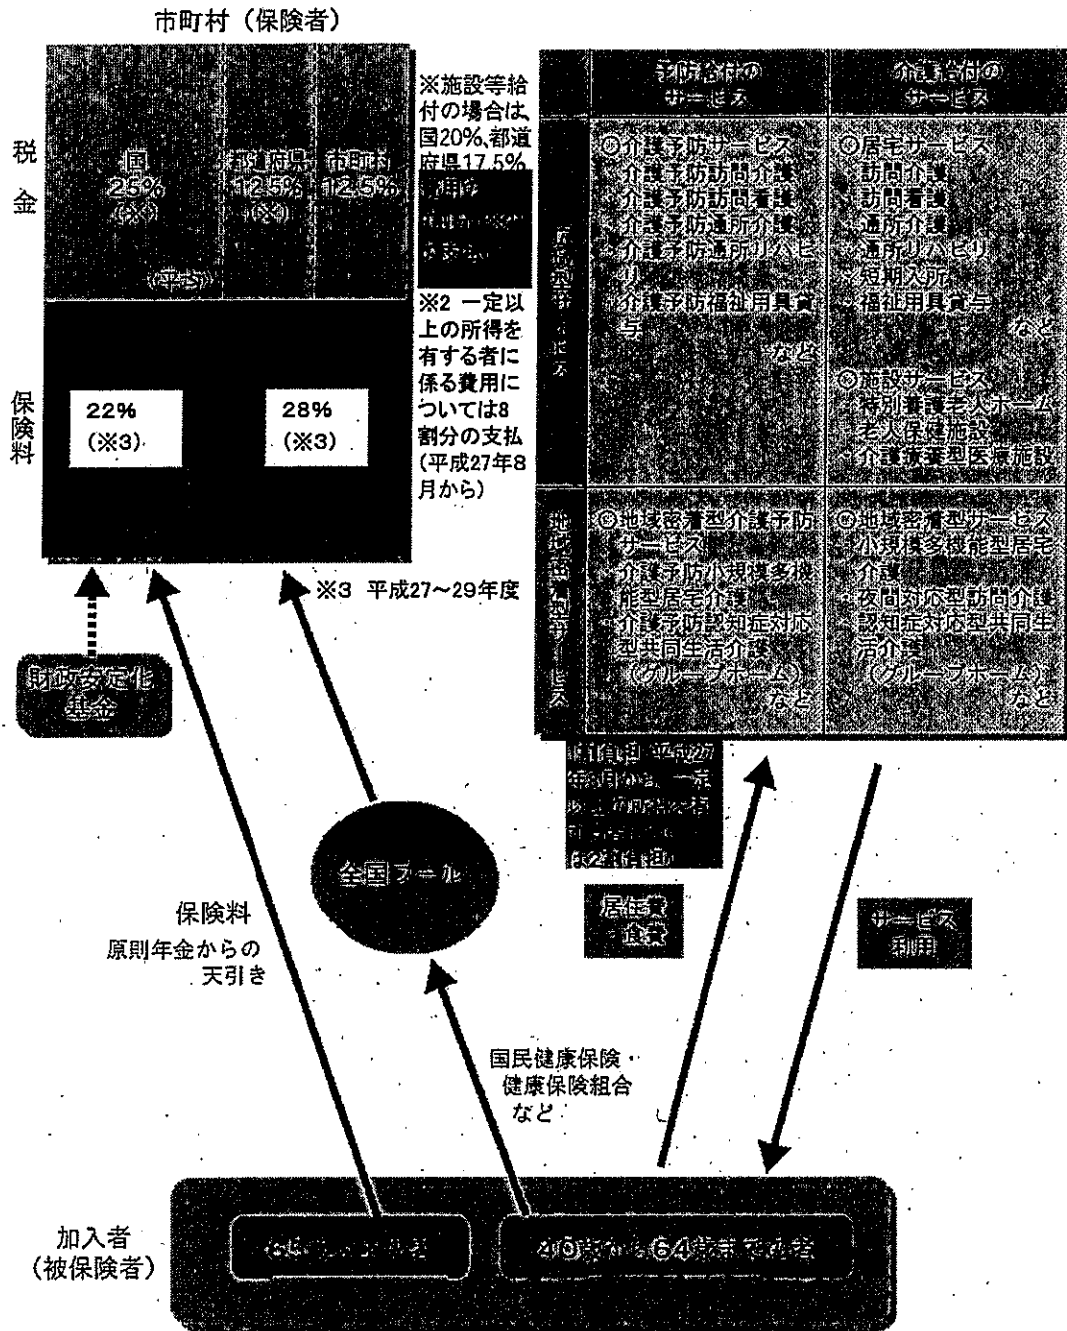 市町村（保険者）
税
金
国
25%
(※)
都道府県
12.5%
(※)
市町村
12.5%
(平均)
保険料
22%
(※3)
28%
(※3)
※施設等給
付の場合は、
国20%、都道
府県17.5%
※2 一定以
上の所得を
有する者に
係る費用に
ついては8
割分の支払
(平成27年8
月から)
※3 平成27～29年度
財政安定化
基金
予防給付の
サービス
介護給付の
サービス
◎介護予防サービス
・介護予防訪問介護
・介護予防訪問看護
・介護予防通所介護
・介護予防通所リハビ
リ
・介護予防福祉用具貸
与
など
◎居宅サービス
・訪問介護
・訪問看護
・通所介護
・通所リハビリ
・短期入所
・福祉用具貸与
など
◎施設サービス
・特別養護老人ホーム
・老人保健施設
・介護療養型医療施設
地域密着型サービス
◎地域密着型介護予防
サービス
・介護予防小規模多機
能型居宅介護
・介護予防認知症対応
型共同生活介護
(グループホーム)
など
◎地域密着型サービス
・小規模多機能型居宅
介護
・夜間対応型訪問介護
・認知症対応型共同生
活介護
(グループホーム)
など
負担 平成27
全国プール
居住費
・食費
サービス
利用
保険料
原則年金からの
天引き
国民健康保険・
健康保険組合
など
加入者
(被保険者)
40歳から64歳までの者